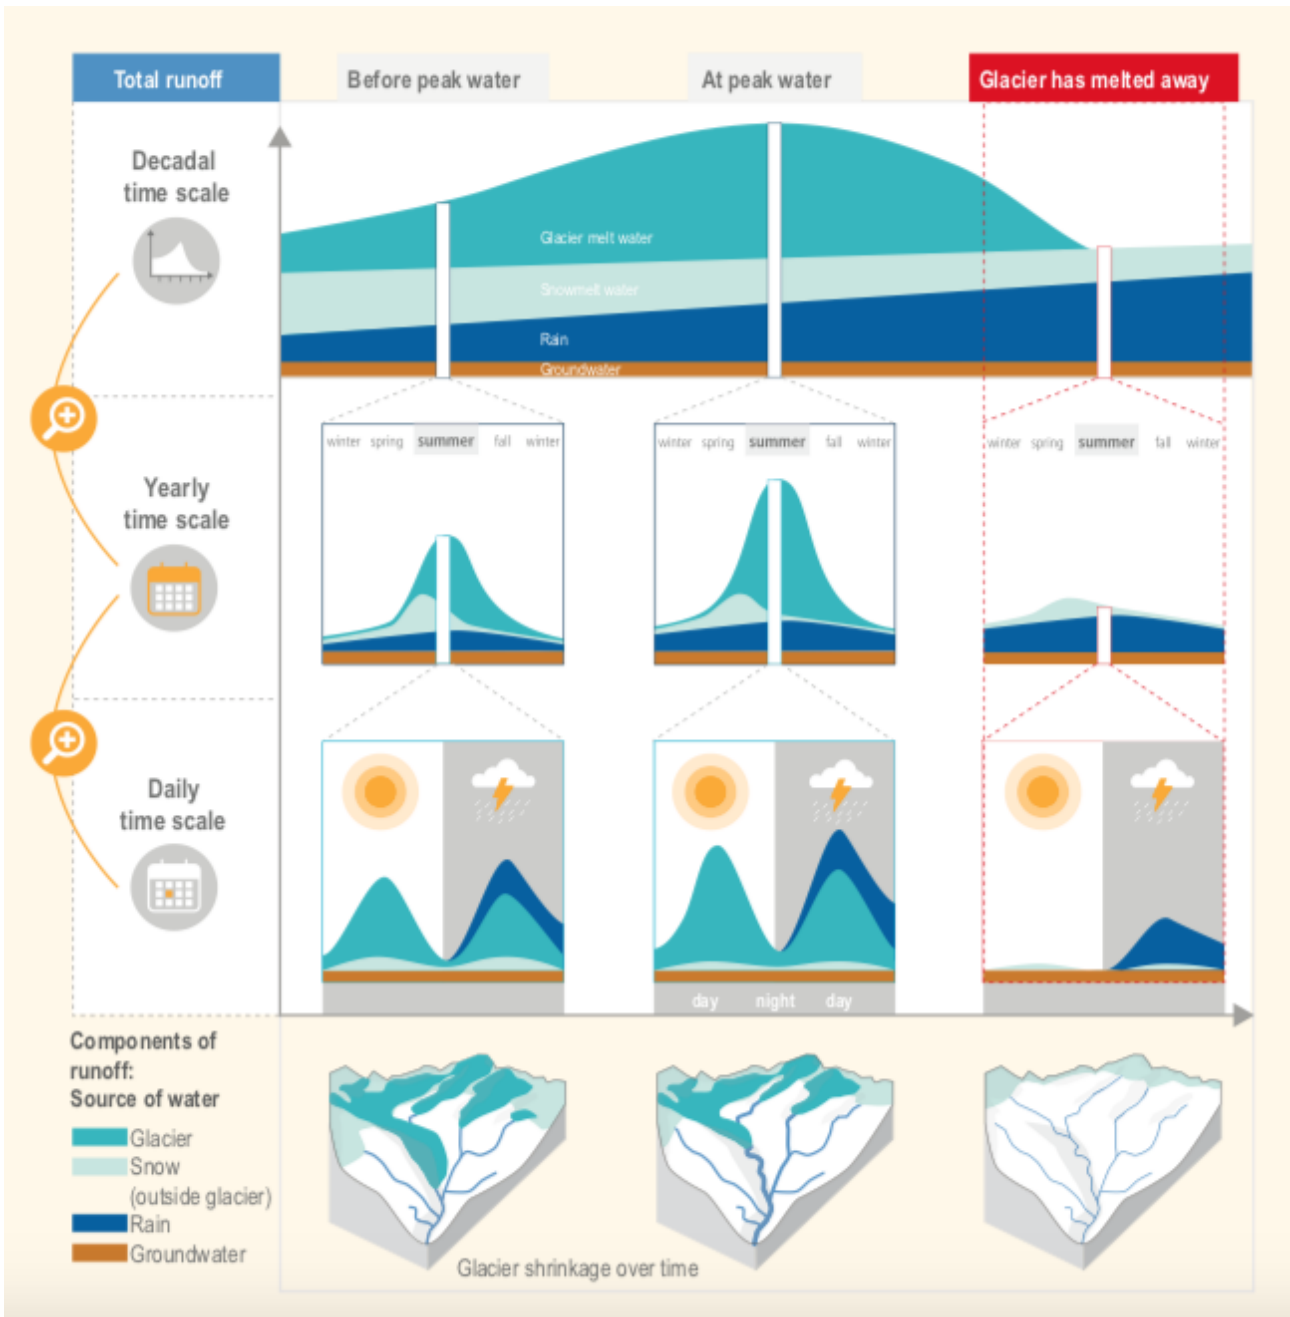 Total runoff
Before peak water
At peak water
Glacier has melted away
Decadal
time scale
Glacier melt water
Snowmelt water
Rain
Groundwater
Yearly
time scale
winter spring summer fall winter
winter spring summer fall winter
winter spring summer fall winter
Daily
time scale
day night day
Components of
runoff:
Source of water
Glacier
Snow
(outside glacier)
Rain
Groundwater
Glacier shrinkage over time